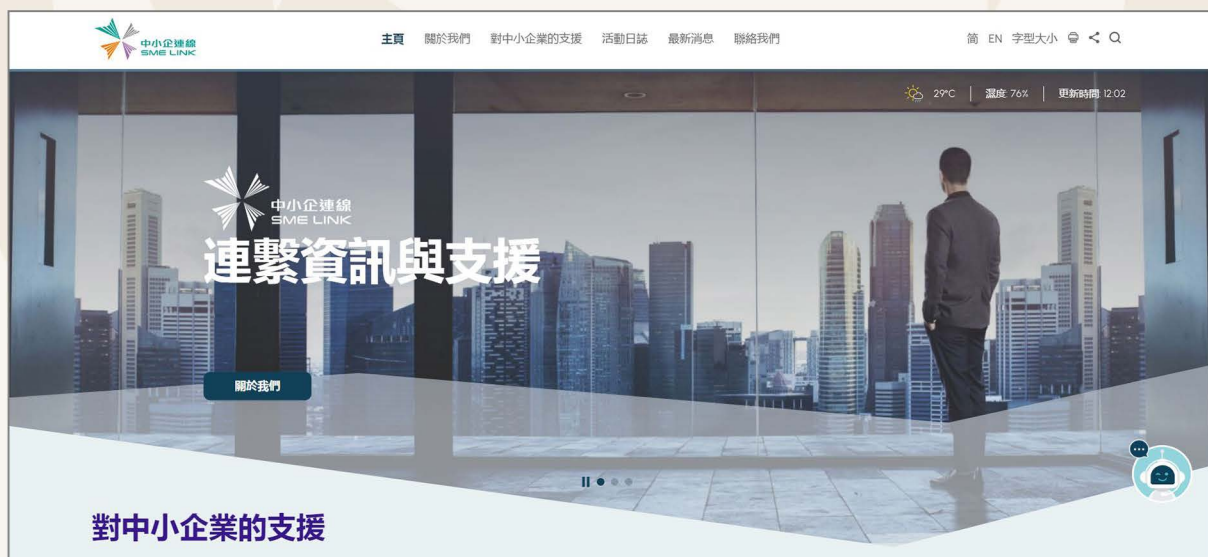 中小企連線
SME LINK
主頁 關於我們 對中小企業的支援 活動日誌 最新消息 聯絡我們
简 EN 字型大小
29°C 濕度: 76% 更新時間: 12:02
中小企連線
SME LINK
連繫資訊與支援
關於我們
對中小企業的支援